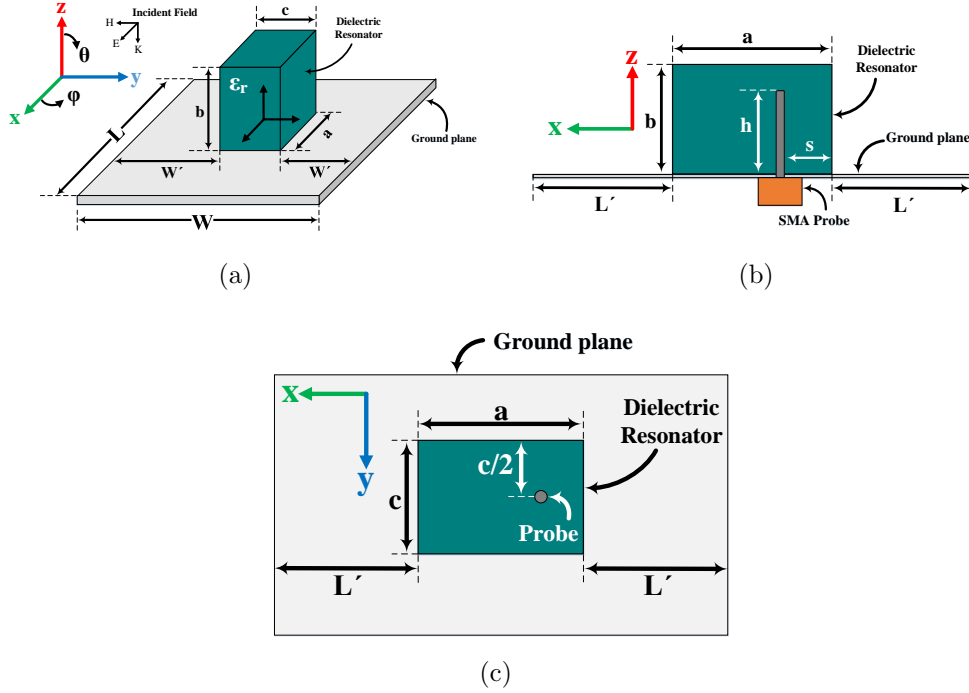 z
θ
y
φ
x
Incident Field
H
E
K
c
Dielectric
Resonator
εr
b
a
L
W´
W´
W
Ground plane
(a)
a
Dielectric
Resonator
z
x
b
h
s
Ground plane
L´
L´
SMA Probe
(b)
Ground plane
x
y
a
c
c/2
Probe
Dielectric
Resonator
L´
L´
(c)